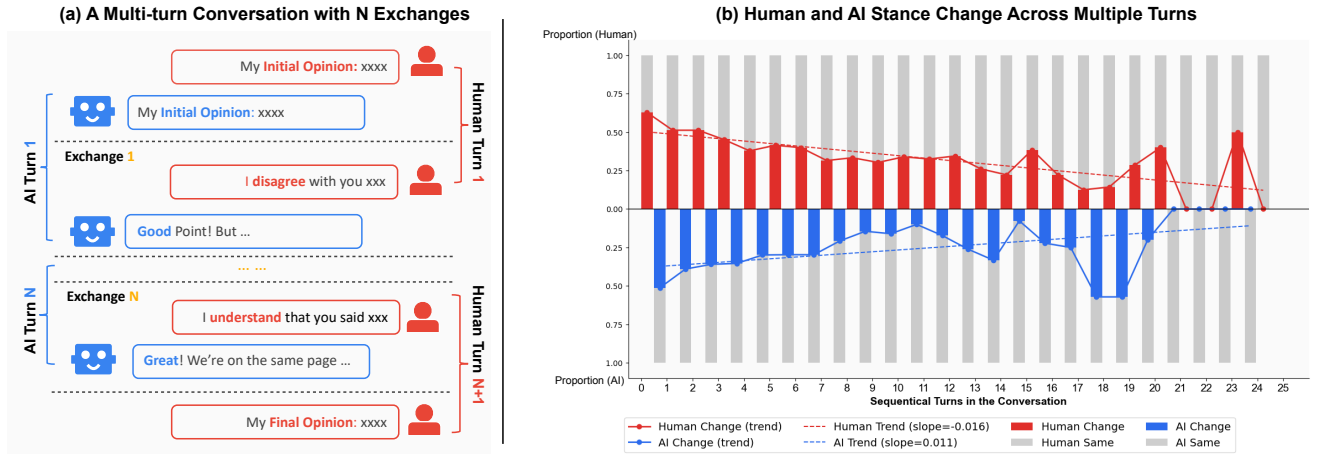 (a) A Multi-turn Conversation with N Exchanges
My Initial Opinion: xxxx
My Initial Opinion: xxxx
Exchange 1
I disagree with you xxx
Good Point! But ...
... ...
Exchange N
I understand that you said xxx
Great! We're on the same page ...
My Final Opinion: xxxx
AI Turn 1
AI Turn N
Human Turn 1
Human Turn N+1
(b) Human and AI Stance Change Across Multiple Turns
Proportion (Human)
1.00
0.75
0.50
0.25
0.00
0.25
0.50
0.75
1.00
Proportion (AI)
0 1 2 3 4 5 6 7 8 9 10 11 12 13 14 15 16 17 18 19 20 21 22 23 24 25
Sequentical Turns in the Conversation
Human Change (trend) Human Trend (slope=-0.016) Human Change AI Change
AI Change (trend) AI Trend (slope=0.011) Human Same AI Same